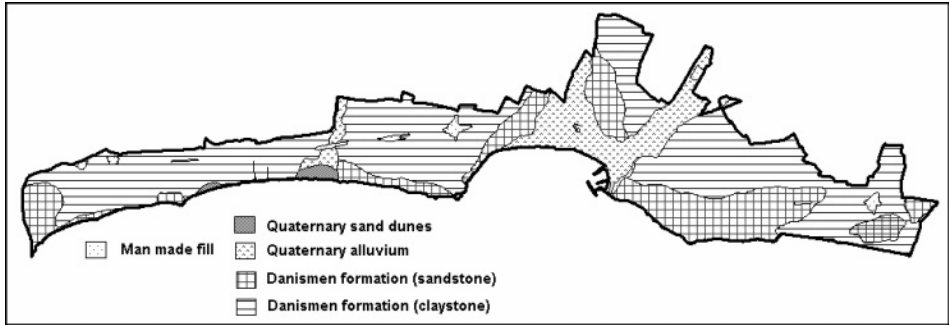 Quaternary sand dunes
Man made fill
Quaternary alluvium
Danismen formation (sandstone)
Danismen formation (claystone)